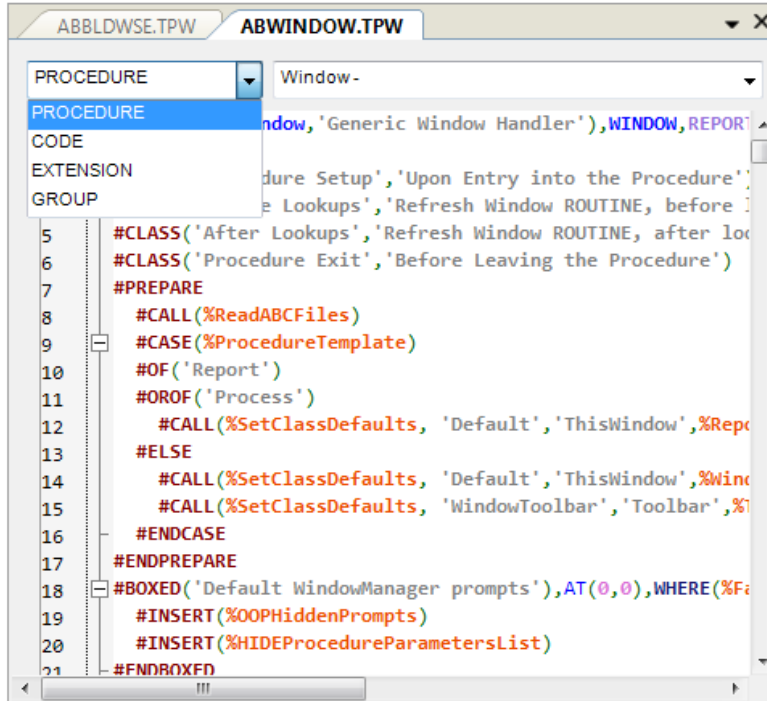 ABBLDWSE.TPW ABWINDOW.TPW
PROCEDURE Window -
PROCEDURE
CODE
EXTENSION
GROUP
ndow,'Generic Window Handler'),WINDOW,REPORT
dure Setup','Upon Entry into the Procedure')
e Lookups','Refresh Window ROUTINE, before
5 #CLASS('After Lookups','Refresh Window ROUTINE, after loo
6 #CLASS('Procedure Exit','Before Leaving the Procedure')
7 #PREPARE
8 #CALL(%ReadABCFiles)
9 #CASE(%ProcedureTemplate)
10 #OF('Report')
11 #OROF('Process')
12 #CALL(%SetClassDefaults, 'Default','ThisWindow',%Repo
13 #ELSE
14 #CALL(%SetClassDefaults, 'Default','ThisWindow',%Wind
15 #CALL(%SetClassDefaults, 'WindowToolbar','Toolbar',%T
16 #ENDCASE
17 #ENDPREPARE
18 #BOXED('Default WindowManager prompts'),AT(0,0),WHERE(%Fa
19 #INSERT(%OOPHiddenPrompts)
20 #INSERT(%HIDEProcedureParametersList)
21 #ENDBOXED